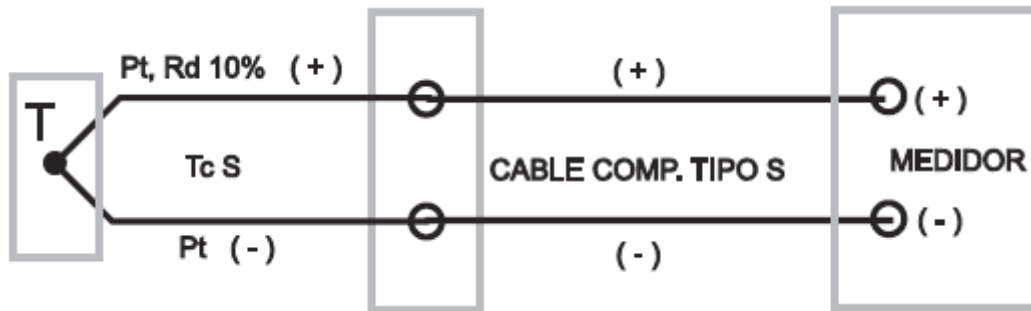 Pt, Rd 10% (+)
(+)
(+)
T
Tc S
CABLE COMP. TIPO S
MEDIDOR
Pt (-)
(-)
(-)